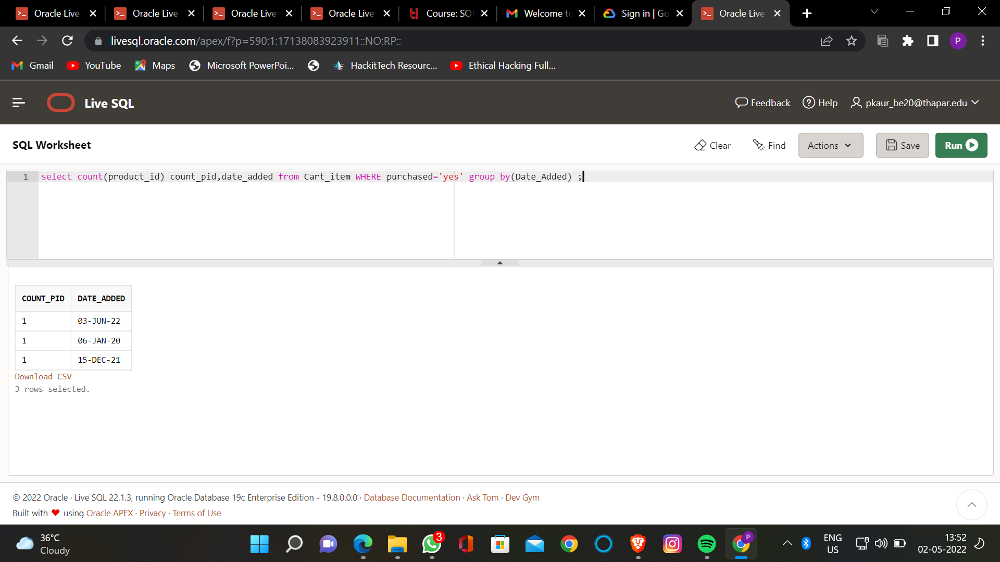 Oracle Live
Oracle Live
Oracle Live
Oracle Live
Course: SO
Welcome to
Sign in | Go
Oracle Live
livesql.oracle.com/apex/f?p=590:1:17138083923911::NO:RP::
P
Gmail
YouTube
Maps
Microsoft PowerPoi...
HackitTech Resourc...
Ethical Hacking Full...
Live SQL
Feedback
Help
pkaur_be20@thapar.edu
SQL Worksheet
Clear
Find
Actions
Save
Run
1 select count(product_id) count_pid,date_added from Cart_item WHERE purchased='yes' group by(Date_Added) ;
COUNT_PID DATE_ADDED
1 03-JUN-22
1 06-JAN-20
1 15-DEC-21
Download CSV
3 rows selected.
© 2022 Oracle · Live SQL 22.1.3, running Oracle Database 19c Enterprise Edition - 19.8.0.0.0 · Database Documentation · Ask Tom · Dev Gym
Built with ❤ using Oracle APEX · Privacy · Terms of Use
36°C
Cloudy
3
P
ENG
US
13:52
02-05-2022